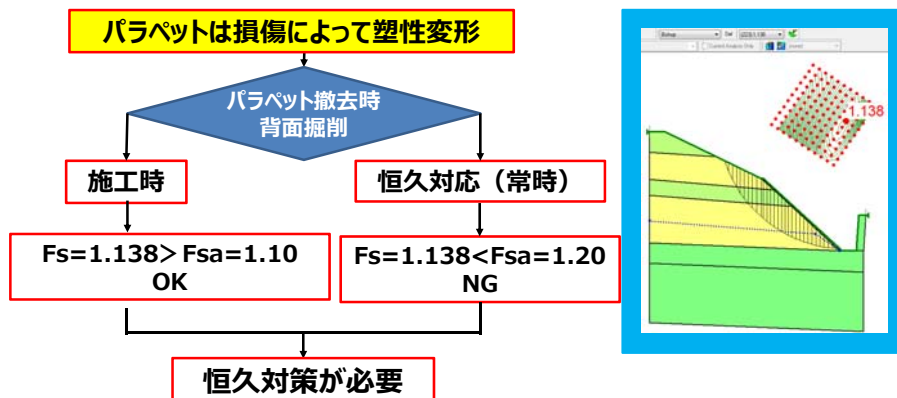 パラペットは損傷によって塑性変形
パラペット撤去時
背面掘削
施工時
恒久対応（常時）
Fs=1.138＞Fsa=1.10
OK
Fs=1.138<Fsa=1.20
NG
恒久対策が必要
Bishop
1.138